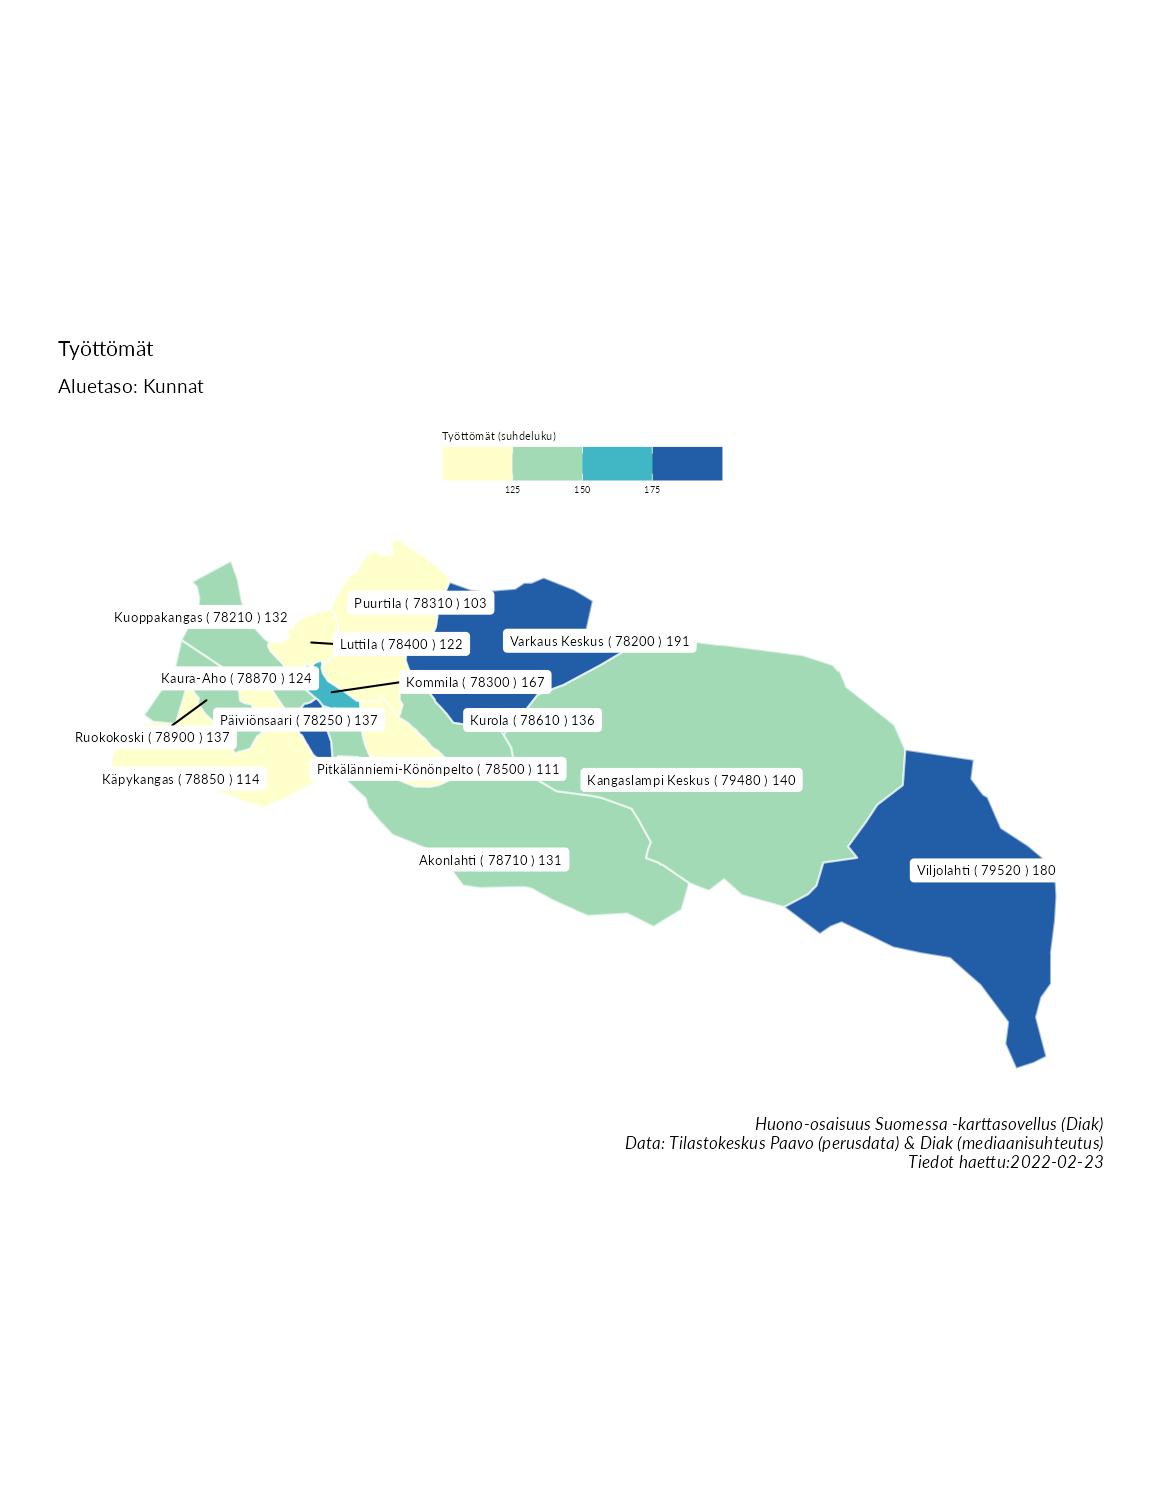 Työttömät
Aluetaso: Kunnat
Työttömät (suhdeluku)
125
150
175
Puurtila ( 78310 ) 103
Kuoppakangas ( 78210 ) 132
Varkaus Keskus ( 78200 ) 191
Luttila ( 78400 ) 122
Kaura-Aho ( 78870 ) 124
Kommila ( 78300 ) 167
Päiviönsaari ( 78250 ) 137
Kurola ( 78610 ) 136
Ruokokoski ( 78900 ) 137
Pitkälänniemi-Könönpelto ( 78500 ) 111
Käpykangas ( 78850 ) 114
Kangaslampi Keskus ( 79480 ) 140
Akonlahti ( 78710 ) 131
Viljolahti ( 79520 ) 180
Huono-osaisuus Suomessa -karttasovellus (Diak)
Data: Tilastokeskus Paavo (perusdata) & Diak (mediaanisuhteutus)
Tiedot haettu:2022-02-23